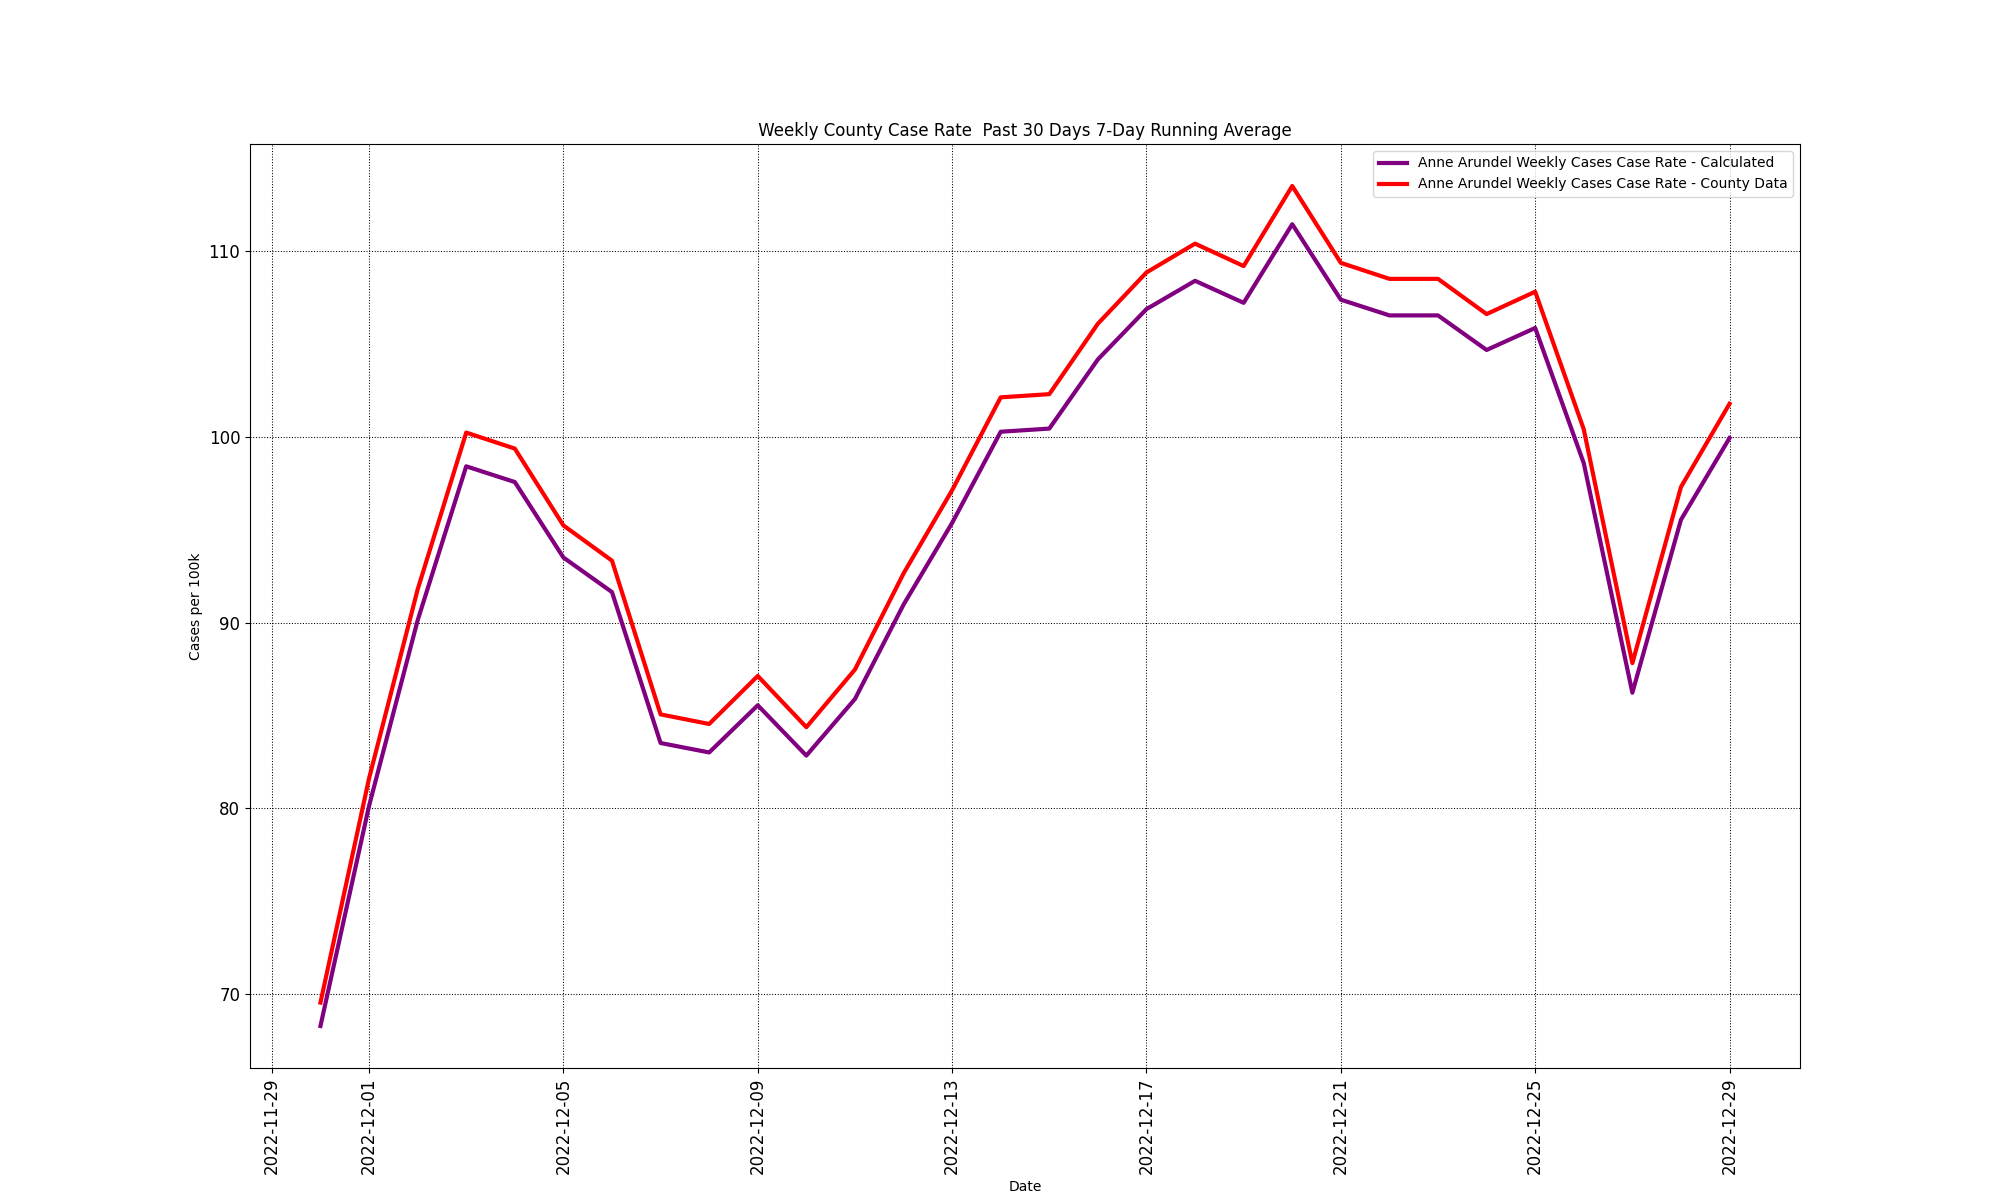 Weekly County Case Rate  Past 30 Days 7-Day Running Average
Anne Arundel Weekly Cases Case Rate - Calculated
Anne Arundel Weekly Cases Case Rate - County Data
110
100
90
80
70
Cases per 100k
2022-11-29
2022-12-01
2022-12-05
2022-12-09
2022-12-13
2022-12-17
2022-12-21
2022-12-25
2022-12-29
Date